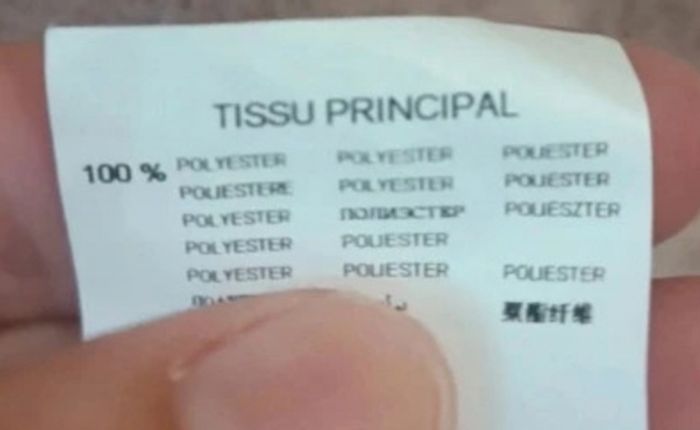 TISSU PRINCIPAL
100 % POLYESTER POLYESTER POLIESTER
POLIESTERE POLYESTER POLIESTER
POLYESTER ПОЛИЭСТЕР POLIÉSZTER
POLYESTER POLIESTER
POLYESTER POLIESTER POLIESTER
聚酯纤维